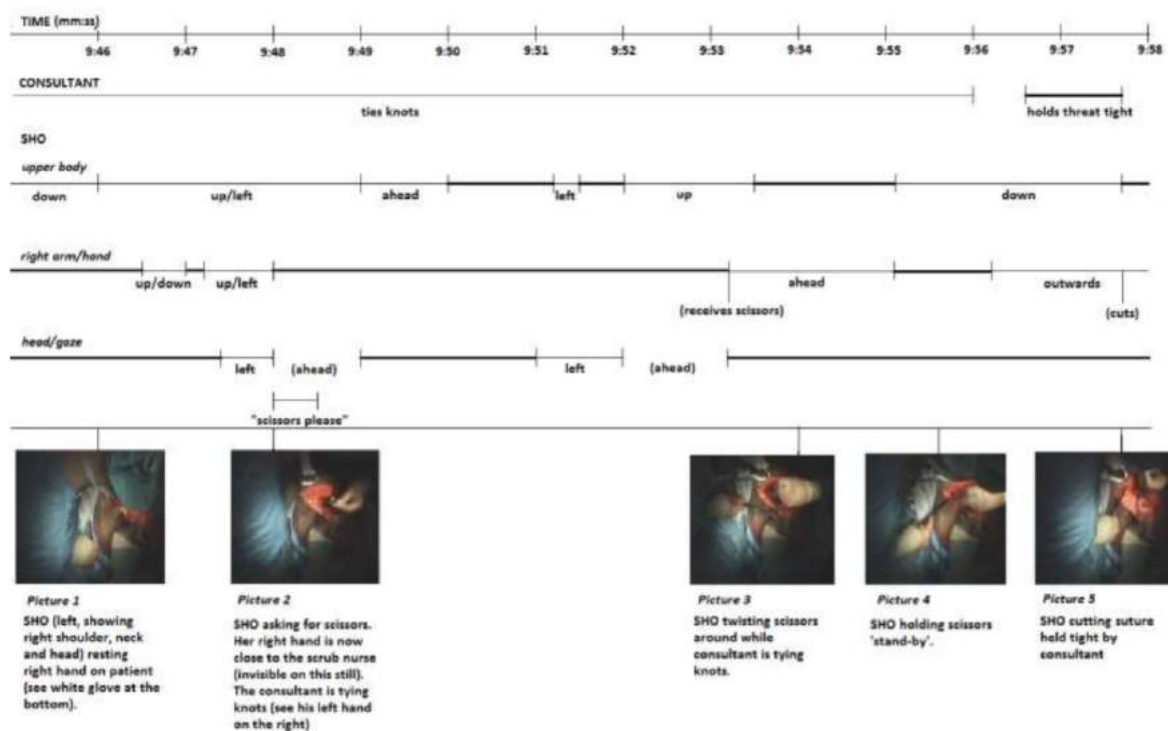 TIME (mm:ss)
9:46 9:47 9:48 9:49 9:50 9:51 9:52 9:53 9:54 9:55 9:56 9:57 9:58
CONSULTANT
ties knots
holds threat tight
SHO
upper body
down up/left ahead left up down
right arm/hand
up/down up/left ahead outwards
(receives scissors) (cuts)
head/gaze
left (ahead) left (ahead)
"scissors please"
Picture 1
SHO (left, showing
right shoulder, neck
and head) resting
right hand on patient
(see white glove at the
bottom).
Picture 2
SHO asking for scissors.
Her right hand is now
close to the scrub nurse
(invisible on this still).
The consultant is tying
knots (see his left hand
on the right)
Picture 3
SHO twisting scissors
around while
consultant is tying
knots.
Picture 4
SHO holding scissors
'stand-by'.
Picture 5
SHO cutting suture
held tight by
consultant